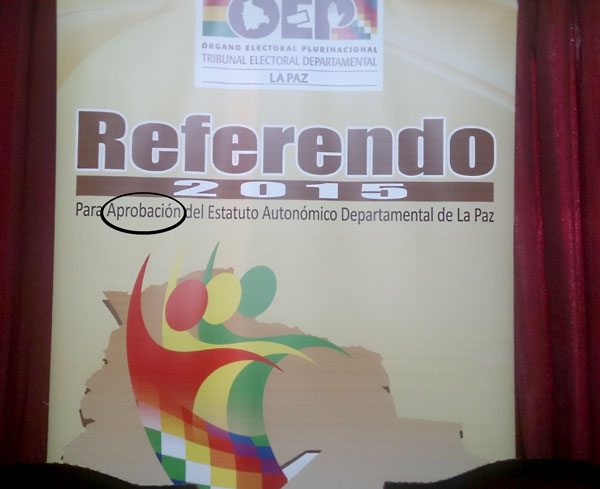 OEP
ÓRGANO ELECTORAL PLURINACIONAL
TRIBUNAL ELECTORAL DEPARTAMENTAL
LA PAZ
Referendo
2015
Para Aprobación del Estatuto Autonómico Departamental de La Paz